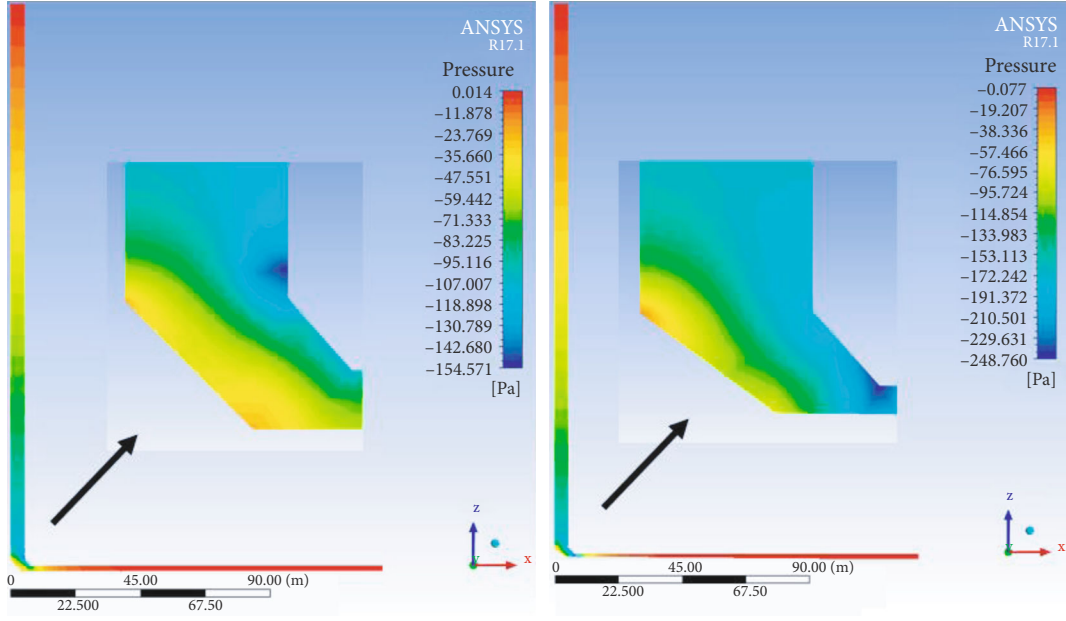 ANSYS
R17.1
Pressure
0.014
–11.878
–23.769
–35.660
–47.551
–59.442
–71.333
–83.225
–95.116
–107.007
–118.898
–130.789
–142.680
–154.571
[Pa]
z
Y
x
0 45.00 90.00 (m)
22.500 67.50
ANSYS
R17.1
Pressure
–0.077
–19.207
–38.336
–57.466
–76.595
–95.724
–114.854
–133.983
–153.113
–172.242
–191.372
–210.501
–229.631
–248.760
[Pa]
z
Y
x
0 45.00 90.00 (m)
22.500 67.50